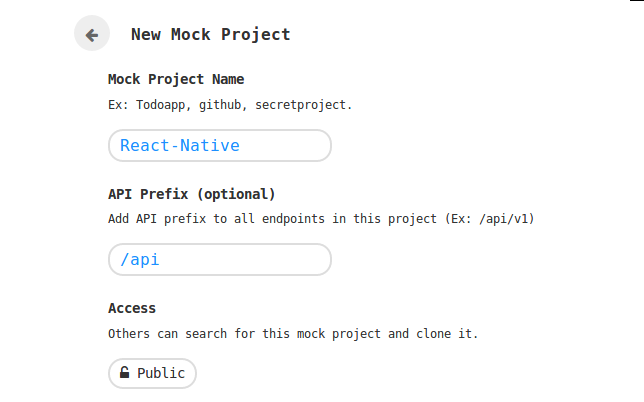 New Mock Project
Mock Project Name
Ex: Todoapp, github, secretproject.
React-Native
API Prefix (optional)
Add API prefix to all endpoints in this project (Ex: /api/v1)
/api
Access
Others can search for this mock project and clone it.
Public